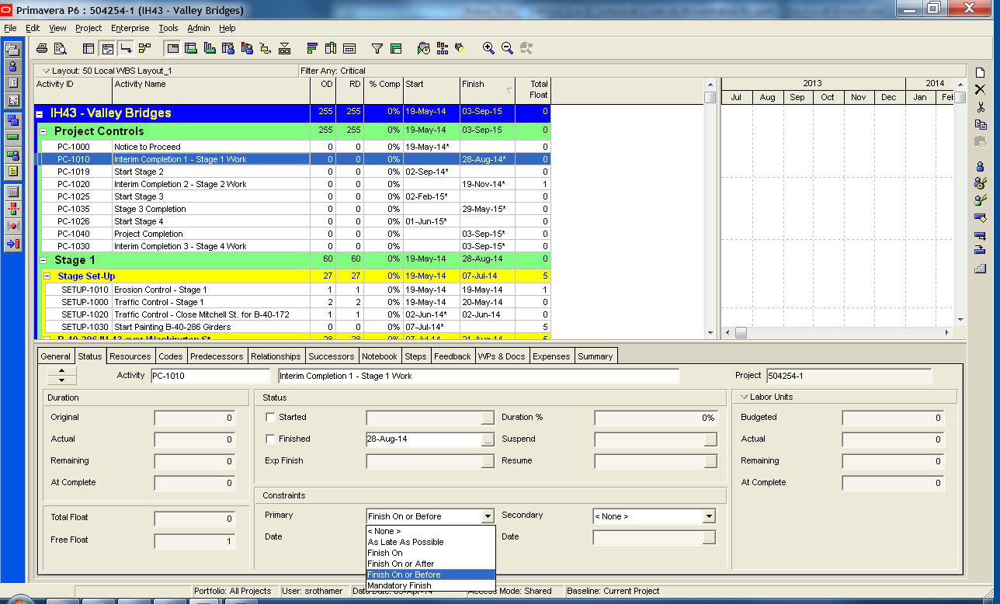 Primavera P6 : 504254-1 (IH43 - Valley Bridges)
File Edit View Project Enterprise Tools Admin Help
Layout: 50 Local WBS Layout_1 Filter Any: Critical
Activity ID Activity Name OD RD % Comp Start Finish Total Float
2013 2014
Jul Aug Sep Oct Nov Dec Jan Feb
IH43 - Valley Bridges 255 255 0% 19-May-14 03-Sep-15 0
Project Controls 255 255 0% 19-May-14 03-Sep-15 0
PC-1000 Notice to Proceed 0 0 0% 19-May-14* 0
PC-1010 Interim Completion 1 - Stage 1 Work 0 0 0% 28-Aug-14* 0
PC-1019 Start Stage 2 0 0 0% 02-Sep-14* 0
PC-1020 Interim Completion 2 - Stage 2 Work 0 0 0% 19-Nov-14* 1
PC-1025 Start Stage 3 0 0 0% 02-Feb-15* 0
PC-1035 Stage 3 Completion 0 0 0% 29-May-15* 0
PC-1026 Start Stage 4 0 0 0% 01-Jun-15* 0
PC-1040 Project Completion 0 0 0% 03-Sep-15* 0
PC-1030 Interim Completion 3 - Stage 4 Work 0 0 0% 03-Sep-15* 0
Stage 1 60 60 0% 19-May-14 28-Aug-14 0
Stage Set-Up 27 27 0% 19-May-14 07-Jul-14 5
SETUP-1010 Erosion Control - Stage 1 1 1 0% 19-May-14 19-May-14 1
SETUP-1000 Traffic Control - Stage 1 2 2 0% 19-May-14 20-May-14 0
SETUP-1020 Traffic Control - Close Mitchell St. for B-40-172 1 1 0% 02-Jun-14* 02-Jun-14 0
SETUP-1030 Start Painting B-40-286 Girders 0 0 0% 07-Jul-14* 5
B-40-286 IH-43 over Washington St 28 28 0% 07-Jul-14 21-Aug-14 5
General Status Resources Codes Predecessors Relationships Successors Notebook Steps Feedback WPs & Docs Expenses Summary
Activity PC-1010 Interim Completion 1 - Stage 1 Work Project 504254-1
Duration Status Labor Units
Original 0 Started ... Duration % 0% Budgeted 0
Actual 0 Finished 28-Aug-14 ... Suspend ... Actual 0
Remaining 0 Exp Finish ... Resume ... Remaining 0
At Complete 0 At Complete 0
Constraints
Total Float 0 Primary Finish On or Before Secondary < None >
Free Float 1 Date Date ...
< None >
As Late As Possible
Finish On
Finish On or After
Finish On or Before
Mandatory Finish
Portfolio: All Projects User: srothamer Data Date: Access Mode: Shared Baseline: Current Project